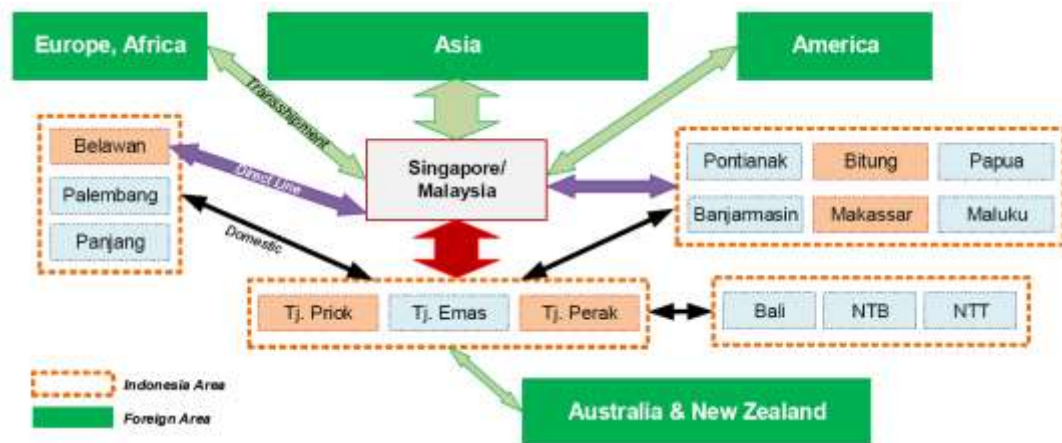 Europe, Africa
Asia
America
Transshipment
Belawan
Palembang
Panjang
Direct Line
Domestic
Singapore/
Malaysia
Pontianak
Bitung
Papua
Banjarmasin
Makassar
Maluku
Tj. Priok
Tj. Emas
Tj. Perak
Bali
NTB
NTT
Indonesia Area
Foreign Area
Australia & New Zealand